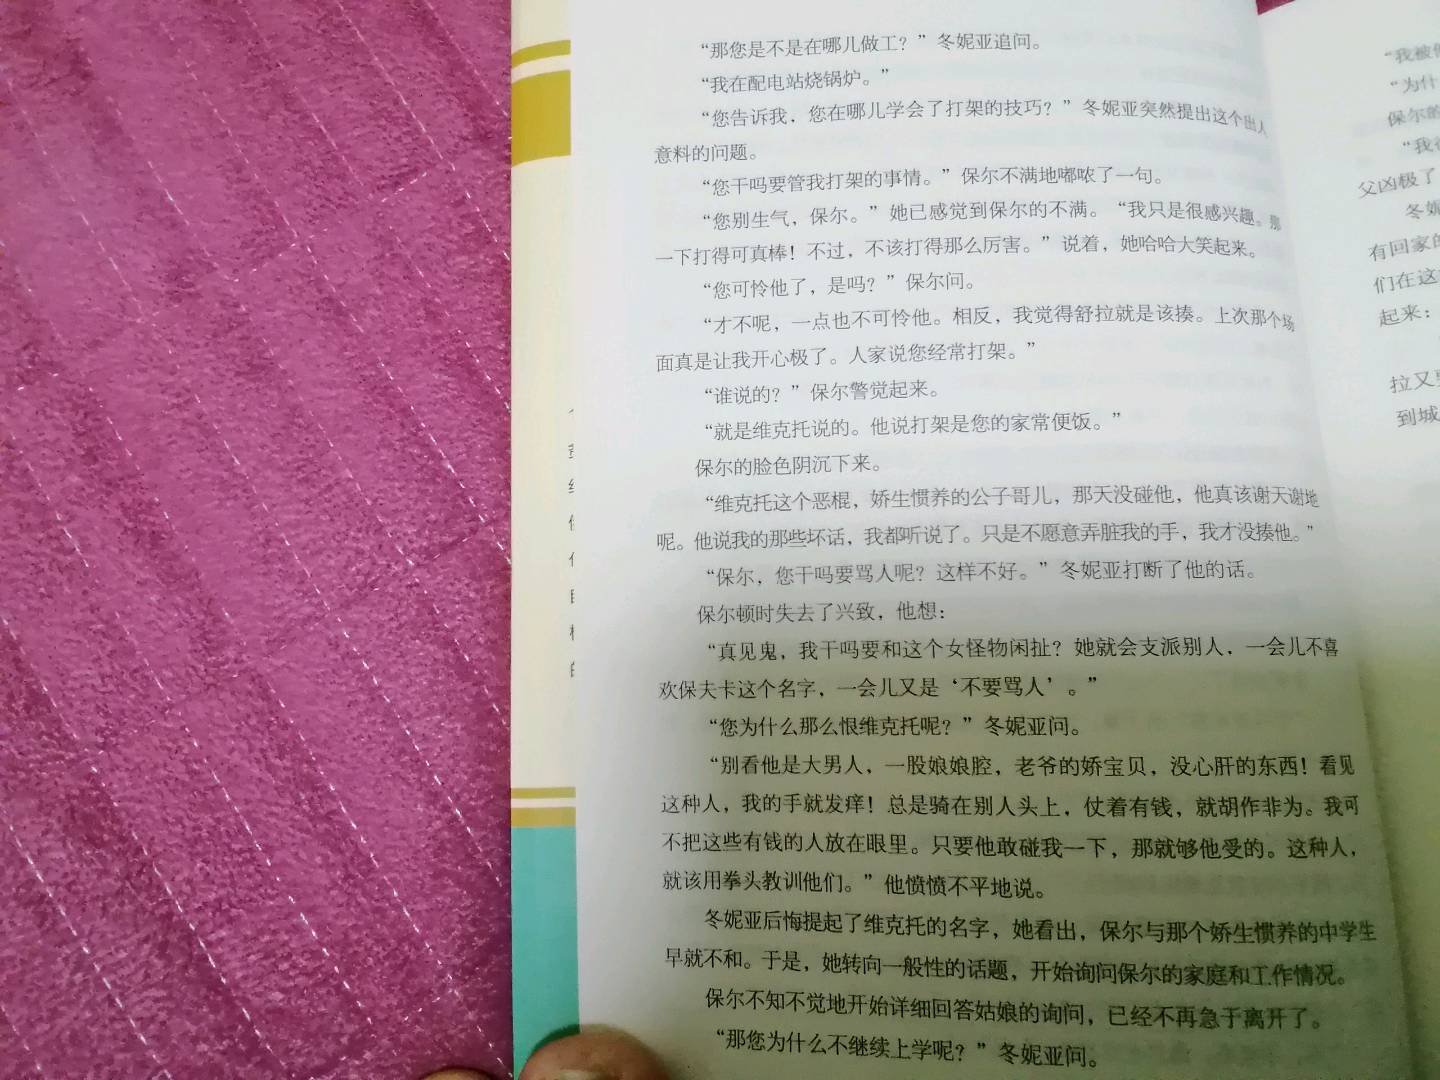 “那您是不是在哪儿做工？”冬妮亚追问。
“我在配电站烧锅炉。”
“您告诉我，您在哪儿学会了打架的技巧？”冬妮亚突然提出这个出人
意料的问题。
“您干吗要管我打架的事情。”保尔不满地嘟哝了一句。
“您别生气，保尔。”她已感觉到保尔的不满。“我只是很感兴趣。那
一下打得可真棒！不过，不该打得那么厉害。”说着，她哈哈大笑起来。
“您可怜他了，是吗？”保尔问。
“才不呢，一点也不可怜他。相反，我觉得舒拉就是该揍。上次那个场
面真是让我开心极了。人家说您经常打架。”
“谁说的？”保尔警觉起来。
“就是维克托说的。他说打架是您的家常便饭。”
保尔的脸色阴沉下来。
“维克托这个恶棍，娇生惯养的公子哥儿，那天没碰他，他真该谢天谢地
呢。他说我的那些坏话，我都听说了。只是不愿意弄脏我的手，我才没揍他。”
“保尔，您干吗要骂人呢？这样不好。”冬妮亚打断了他的话。
保尔顿时失去了兴致，他想：
“真见鬼，我干吗要和这个女怪物闲扯？她就会支派别人，一会儿不喜
欢保夫卡这个名字，一会儿又是‘不要骂人’。”
“您为什么那么恨维克托呢？”冬妮亚问。
“别看他是大男人，一股娘娘腔，老爷的娇宝贝，没心肝的东西！看见
这种人，我的手就发痒！总是骑在别人头上，仗着有钱，就胡作非为。我可
不把这些有钱的人放在眼里。只要他敢碰我一下，那就够他受的。这种人，
就该用拳头教训他们。”他愤愤不平地说。
冬妮亚后悔提起了维克托的名字，她看出，保尔与那个娇生惯养的中学生
早就不和。于是，她转向一般性的话题，开始询问保尔的家庭和工作情况。
保尔不知不觉地开始详细回答姑娘的询问，已经不再急于离开了。
“那您为什么不继续上学呢？”冬妮亚问。
“我被
“为什
保尔的
“我
父凶极了
冬妮
有回家的
们在这
起来：
拉又
到城